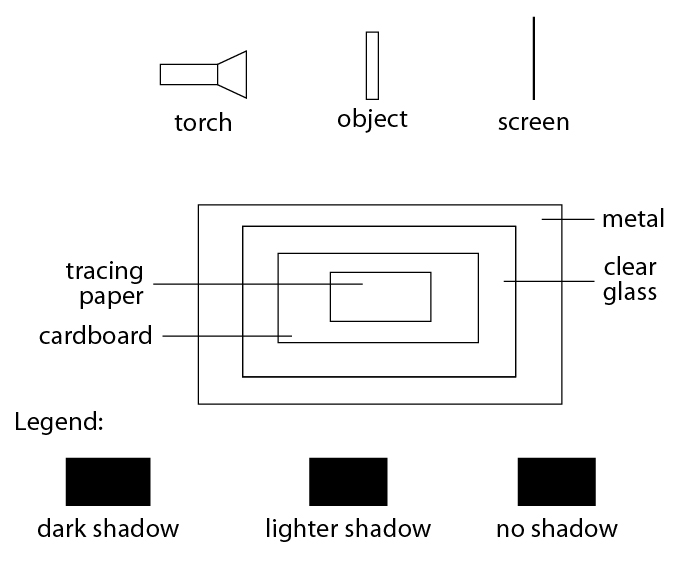 torch
object
screen
metal
tracing
paper
clear
glass
cardboard
Legend:
dark shadow
lighter shadow
no shadow